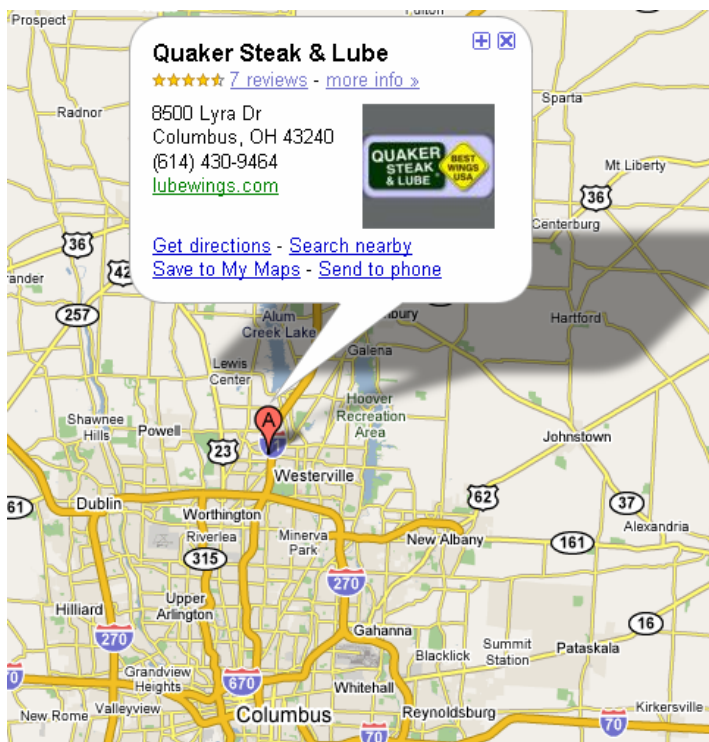 Prospect
Quaker Steak & Lube
7 reviews - more info »
8500 Lyra Dr
Columbus, OH 43240
(614) 430-9464
lubewings.com
QUAKER
STEAK
& LUBE
BEST
WINGS
USA
Get directions - Search nearby
Save to My Maps - Send to phone
Radnor
Sparta
Mt Liberty
36
Centerburg
36
42
257
Alum
Creek Lake
Hartford
Galena
Lewis
Center
Hoover
Recreation
Area
A
Shawnee
Hills
Powell
23
Johnstown
Westerville
62
37
61
Dublin
Worthington
Alexandria
Riverlea
Minerva
Park
New Albany
161
315
270
Upper
Arlington
Hilliard
270
Gahanna
16
Blacklick
Summit
Station
Pataskala
Grandview
Heights
670
Whitehall
Kirkersville
New Rome
Valleyview
Columbus
Reynoldsburg
70
70